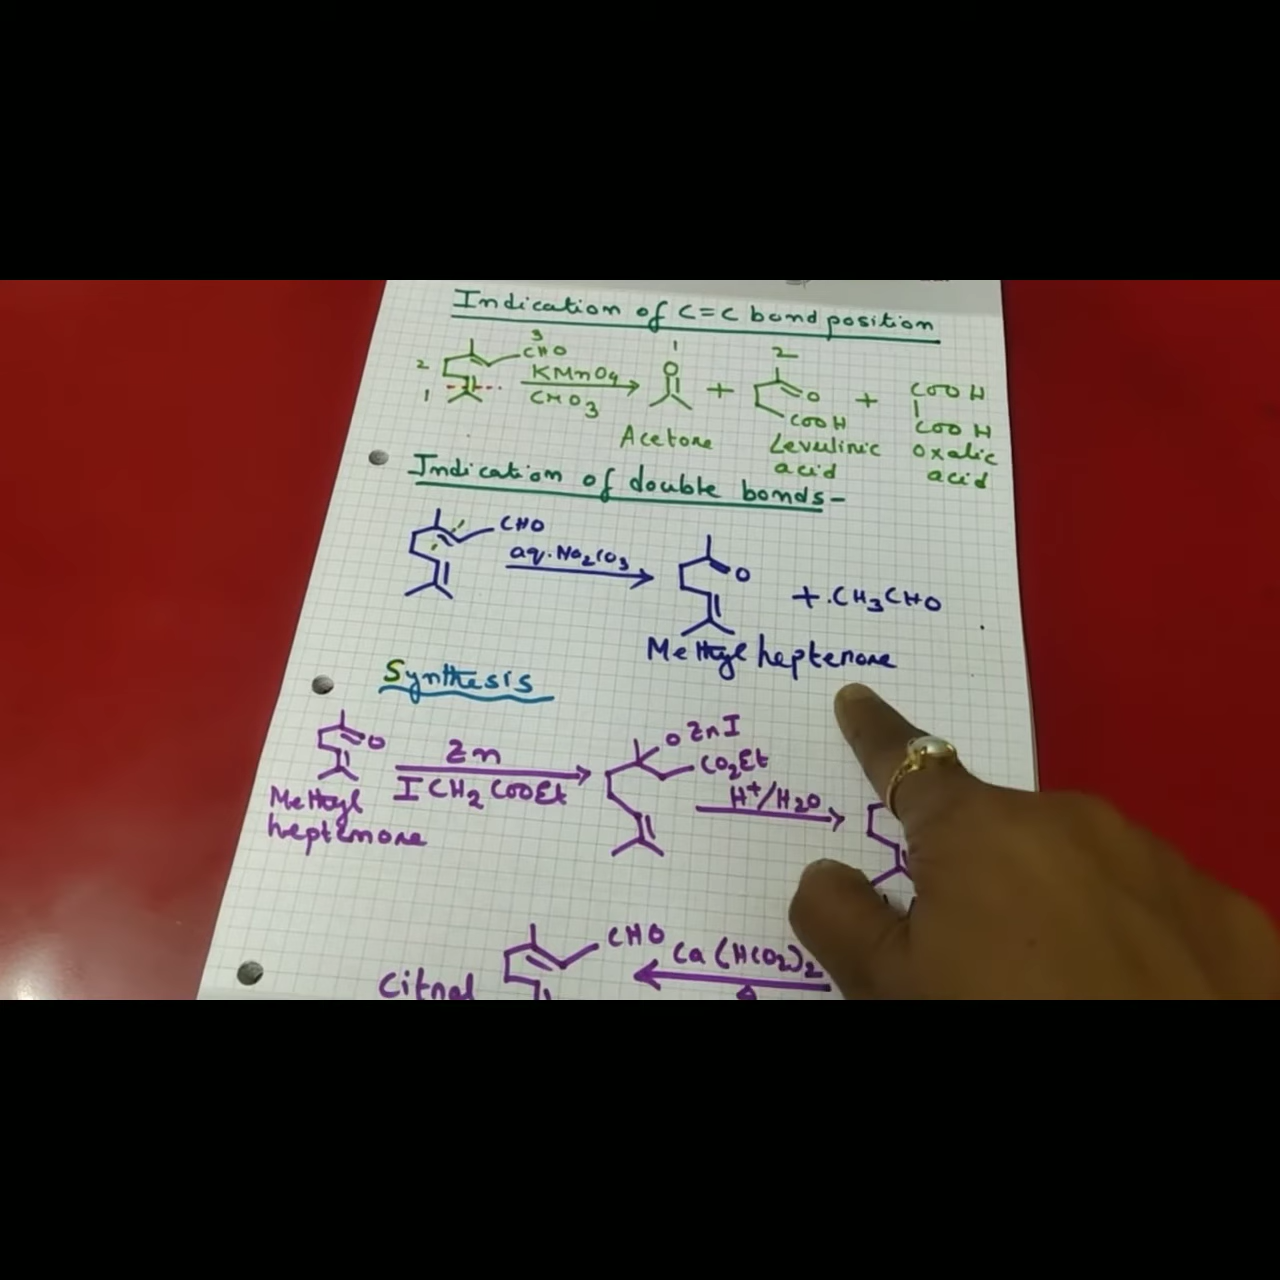 Indication of C=C bond position
3
CHO
2
1
KMnO4
CrO3
O
1
+
2
O
COOH
+
COOH
COOH
Acetone
Levulinic acid
Oxalic acid
Indication of double bonds-
CHO
aq. Na2CO3
O
+ CH3CHO
Methyl heptenone
Synthesis
O
Methyl heptenone
Zn
ICH2COOEt
OZnI
CO2Et
H+/H2O
CHO
Citral
Ca(HCO2)2